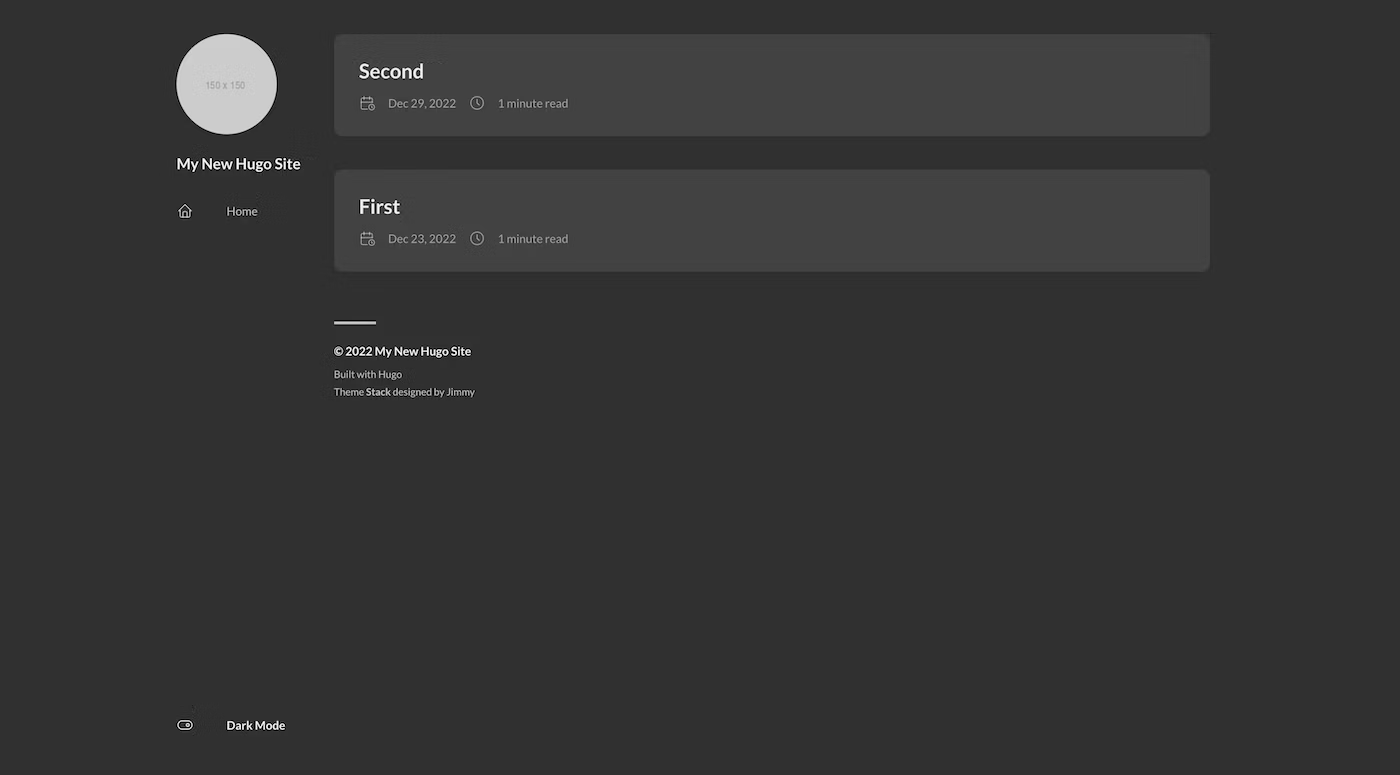 150 x 150
My New Hugo Site
Home
Dark Mode
Second
Dec 29, 2022 1 minute read
First
Dec 23, 2022 1 minute read
© 2022 My New Hugo Site
Built with Hugo
Theme Stack designed by Jimmy